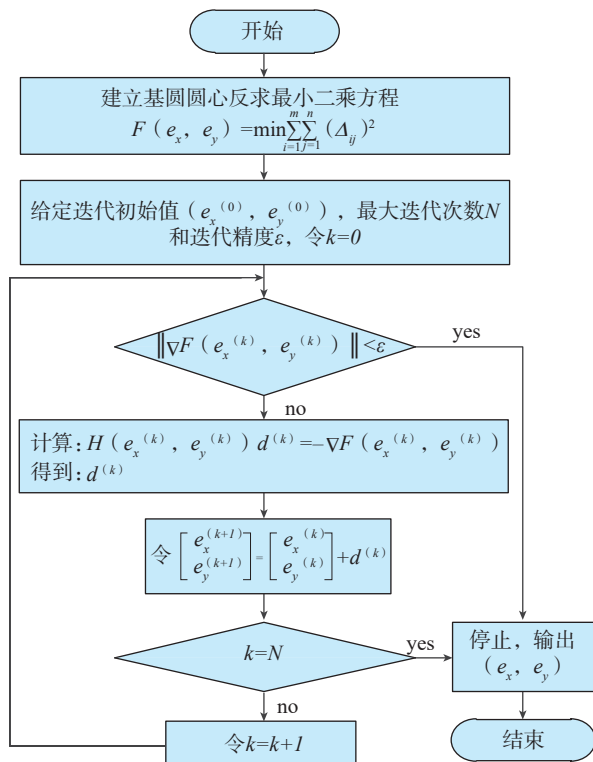 开始
建立基圆圆心反求最小二乘方程
F(e_x, e_y)=min∑_{i=1}^{m}∑_{j=1}^{n}(Δ_{ij})^2
给定迭代初始值(e_x^{(0)}, e_y^{(0)}),最大迭代次数N
和迭代精度ε,令k=0
‖∇F(e_x^{(k)}, e_y^{(k)})‖<ε
yes
no
计算:H(e_x^{(k)}, e_y^{(k)})d^{(k)}=-∇F(e_x^{(k)}, e_y^{(k)})
得到:d^{(k)}
令[e_x^{(k+1)} e_y^{(k+1)}]=[e_x^{(k)} e_y^{(k)}]+d^{(k)}
k=N
yes
停止,输出
(e_x, e_y)
no
令k=k+1
结束